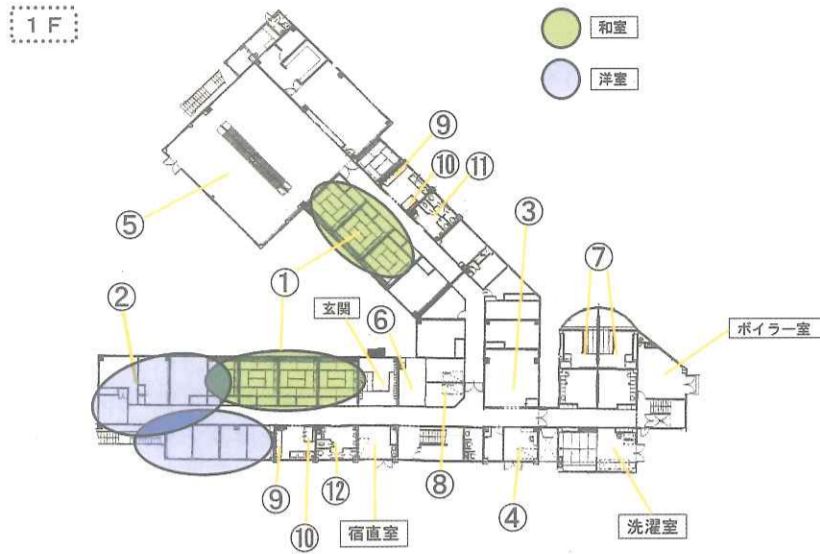 1F
和室
洋室
⑨
⑩
⑪
⑤
③
⑦
①
②
玄関
⑥
ボイラー室
⑨
⑩
⑫
宿直室
⑧
④
洗濯室